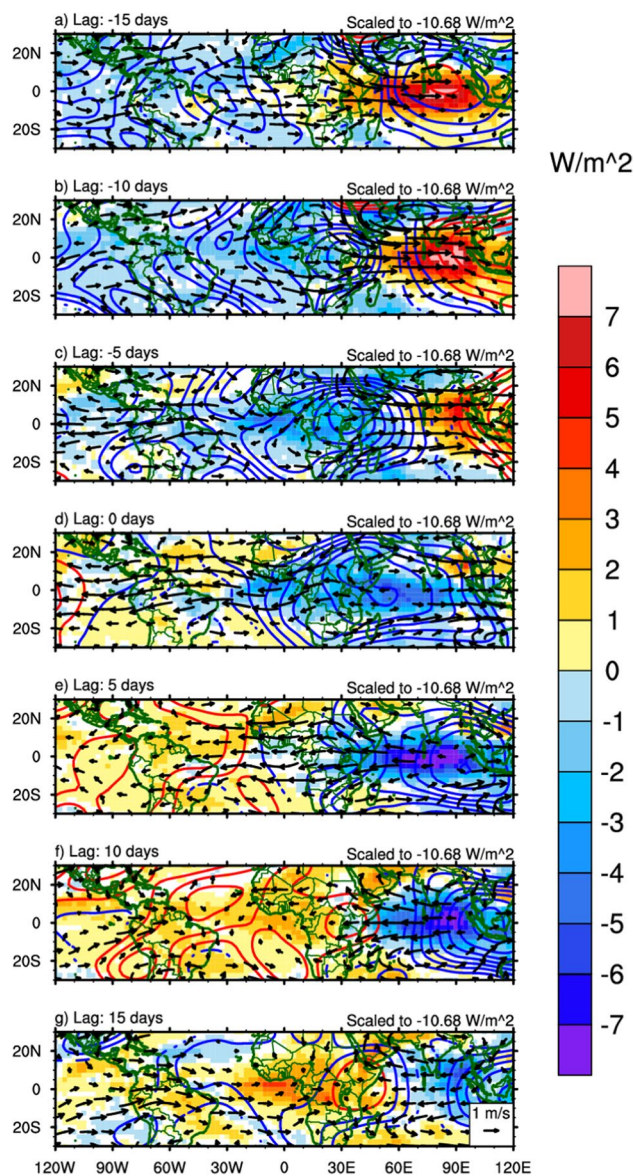 a) Lag: -15 days Scaled to -10.68 W/m^2
20N
0
20S
W/m^2
b) Lag: -10 days Scaled to -10.68 W/m^2
20N
0
20S
7
6
5
4
3
2
1
0
-1
-2
-3
-4
-5
-6
-7
c) Lag: -5 days Scaled to -10.68 W/m^2
20N
0
20S
d) Lag: 0 days Scaled to -10.68 W/m^2
20N
0
20S
e) Lag: 5 days Scaled to -10.68 W/m^2
20N
0
20S
f) Lag: 10 days Scaled to -10.68 W/m^2
20N
0
20S
g) Lag: 15 days Scaled to -10.68 W/m^2
20N
0
20S
1 m/s
120W 90W 60W 30W 0 30E 60E 90E 120E